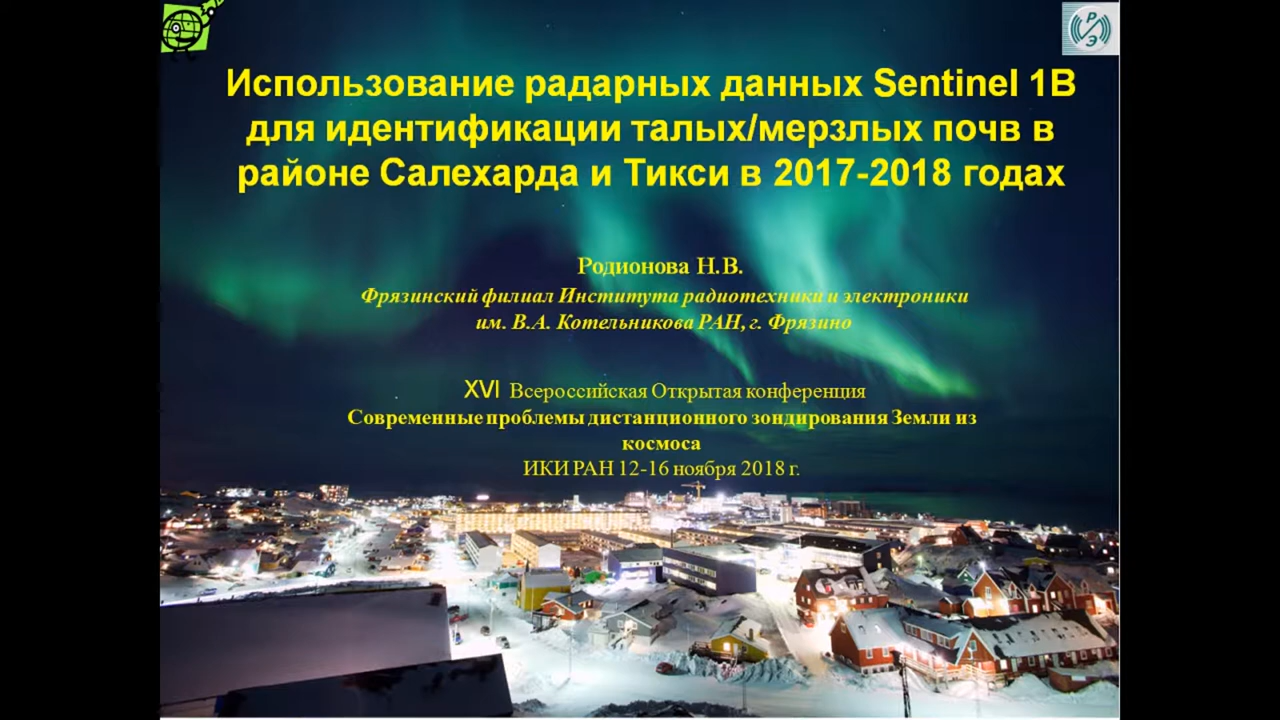 РЭ
Использование радарных данных Sentinel 1B
для идентификации талых/мерзлых почв в
районе Салехарда и Тикси в 2017-2018 годах
Родионова Н.В.
Фрязинский филиал Института радиотехники и электроники
им. В.А. Котельникова РАН, г. Фрязино
XVI Всероссийская Открытая конференция
Современные проблемы дистанционного зондирования Земли из
космоса
ИКИ РАН 12-16 ноября 2018 г.